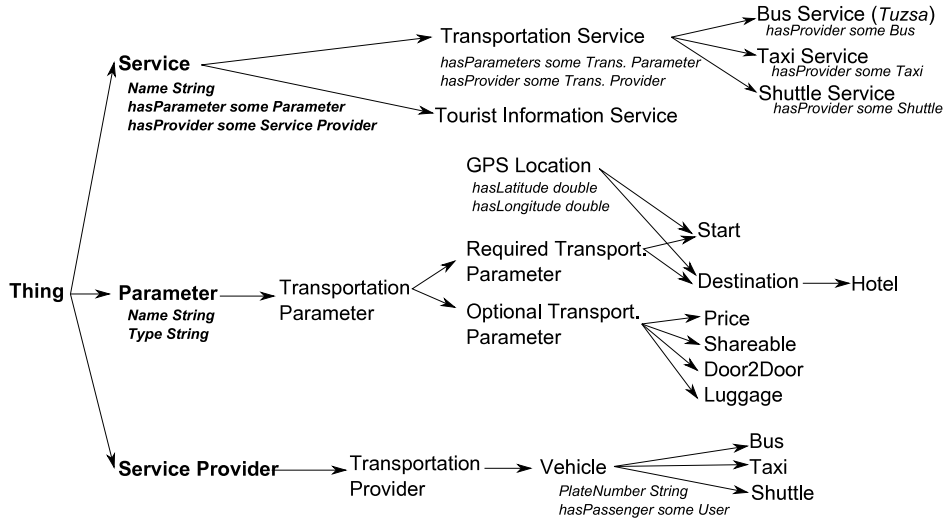 Bus Service (Tuzsa)
hasProvider some Bus
Transportation Service
hasParameters some Trans. Parameter
hasProvider some Trans. Provider
Taxi Service
hasProvider some Taxi
Shuttle Service
hasProvider some Shuttle
Service
Name String
hasParameter some Parameter
hasProvider some Service Provider
Tourist Information Service
GPS Location
hasLatitude double
hasLongitude double
Start
Required Transport.
Parameter
Destination
Hotel
Thing
Parameter
Name String
Type String
Transportation
Parameter
Optional Transport.
Parameter
Price
Shareable
Door2Door
Luggage
Service Provider
Transportation
Provider
Vehicle
PlateNumber String
hasPassenger some User
Bus
Taxi
Shuttle